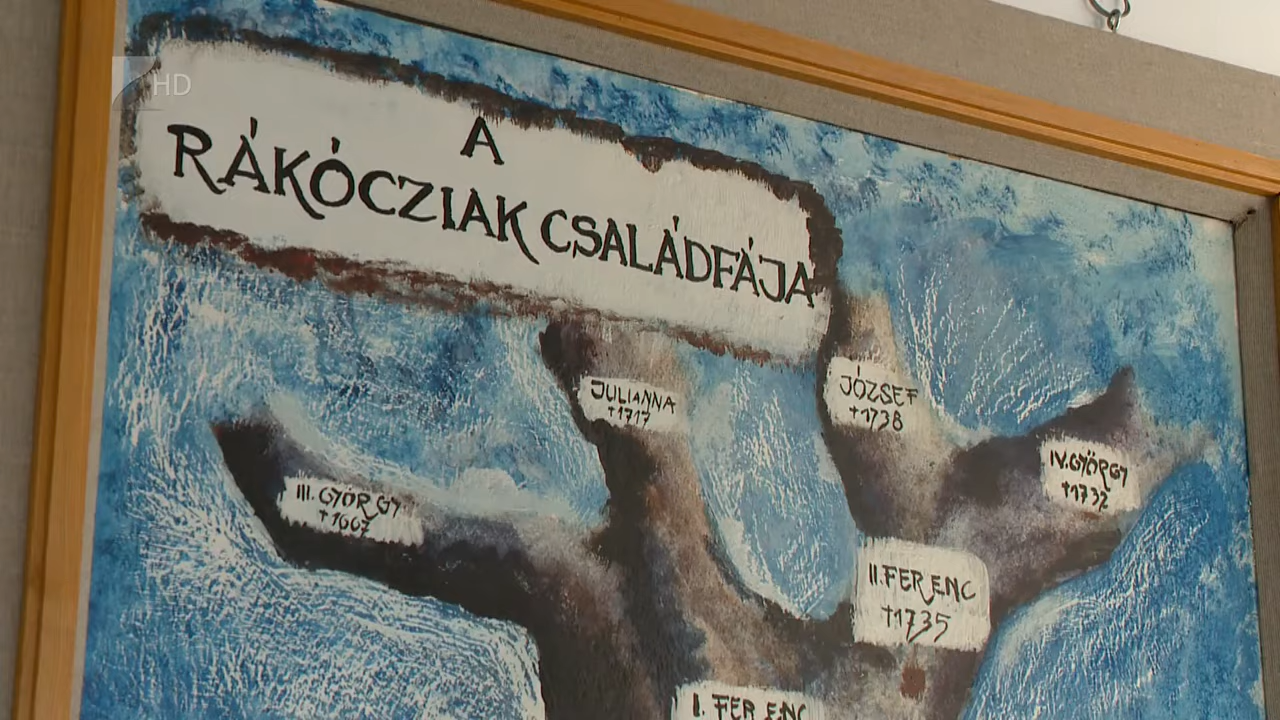 HD
A
RÁKÓCZIAK CSALÁDFÁJA
JULIANNA
†1717
JÓZSEF
†1738
IV. GYÖRGY
†1732
III. GYÖRGY
†1667
II. FERENC
†1735
I. FERENC